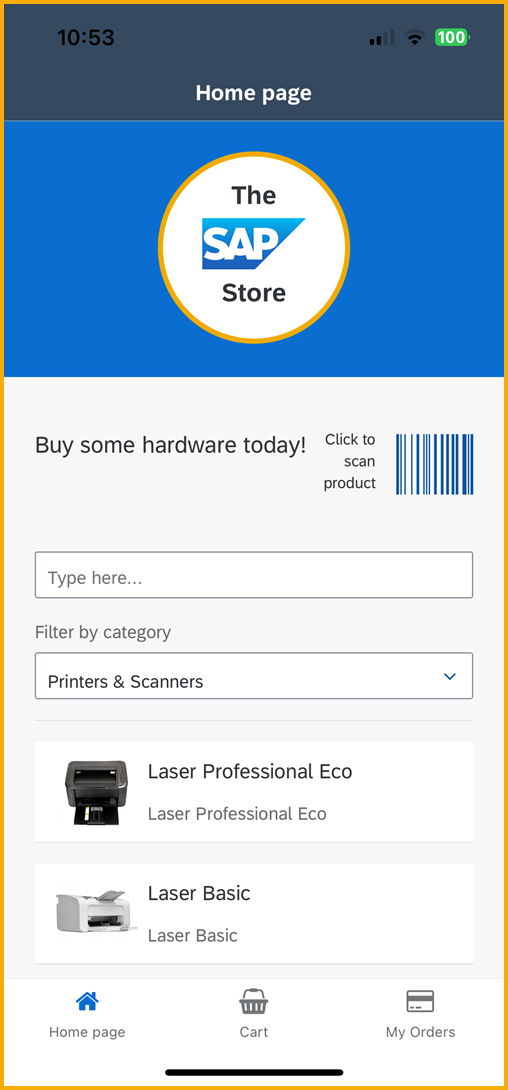 10:53
100
Home page
The
SAP
Store
Buy some hardware today!
Click to
scan
product
Type here...
Filter by category
Printers & Scanners
Laser Professional Eco
Laser Professional Eco
Laser Basic
Laser Basic
Home page
Cart
My Orders